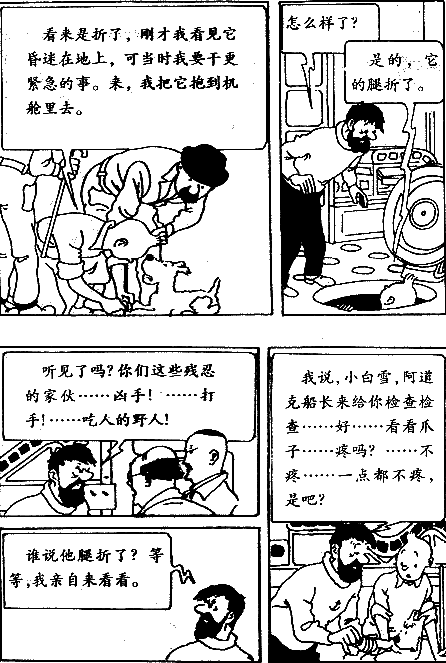 看来是折了，刚才我看见它
昏迷在地上，可当时我要干更
紧急的事。来，我把它抱到机
舱里去。
怎么样了？
是的，它
的腿折了。
听见了吗？你们这些残忍
的家伙……凶手！……打
手！……吃人的野人！
谁说他腿折了？等
等，我亲自来看看。
我说，小白雪，阿道
克船长来给你检查检
查……好……看看爪
子……疼吗？……不
疼……一点都不疼，
是吧？